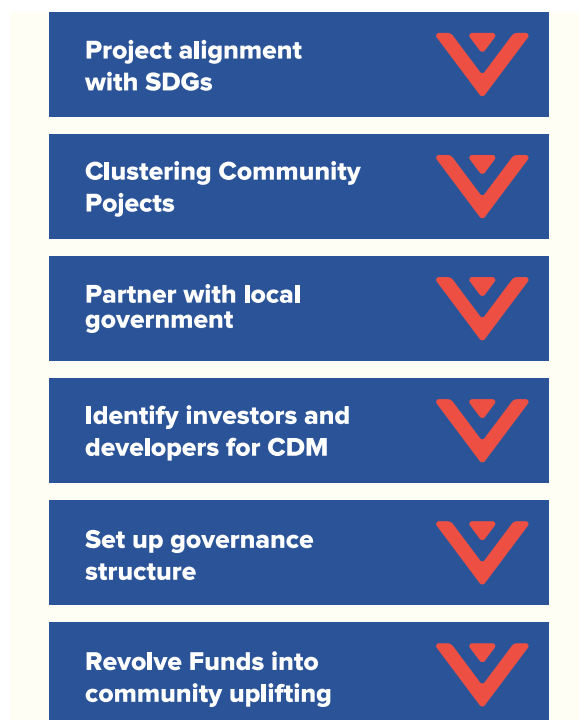 Project alignment
with SDGs
Clustering Community
Pojects
Partner with local
government
Identify investors and
developers for CDM
Set up governance
structure
Revolve Funds into
community uplifting